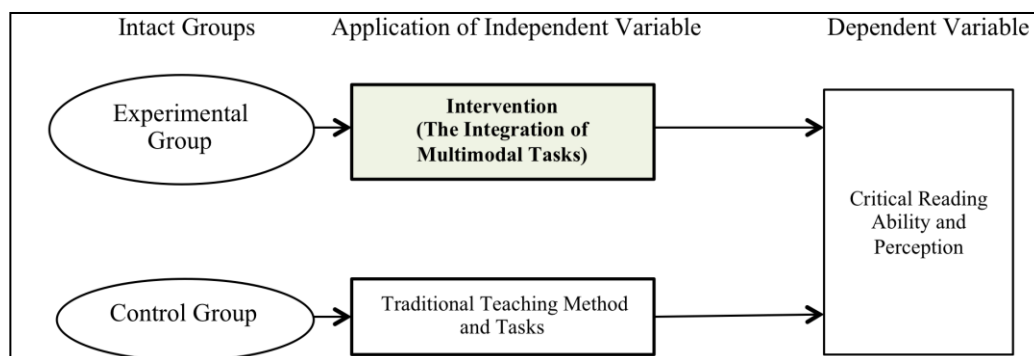 Intact Groups
Application of Independent Variable
Dependent Variable
Experimental
Group
Intervention
(The Integration of
Multimodal Tasks)
Critical Reading
Ability and
Perception
Control Group
Traditional Teaching Method
and Tasks